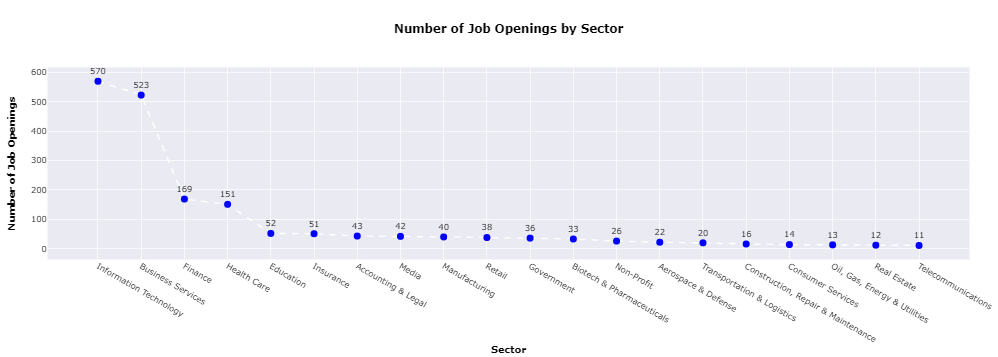 Number of Job Openings by Sector
Number of Job Openings
600
500
400
300
200
100
0
570
523
169
151
52
51
43
42
40
38
36
33
26
22
20
16
14
13
12
11
Information Technology
Business Services
Finance
Health Care
Education
Insurance
Accounting & Legal
Media
Manufacturing
Retail
Government
Biotech & Pharmaceuticals
Non-Profit
Aerospace & Defense
Transportation & Logistics
Construction, Repair & Maintenance
Consumer Services
Oil, Gas, Energy & Utilities
Real Estate
Telecommunications
Sector